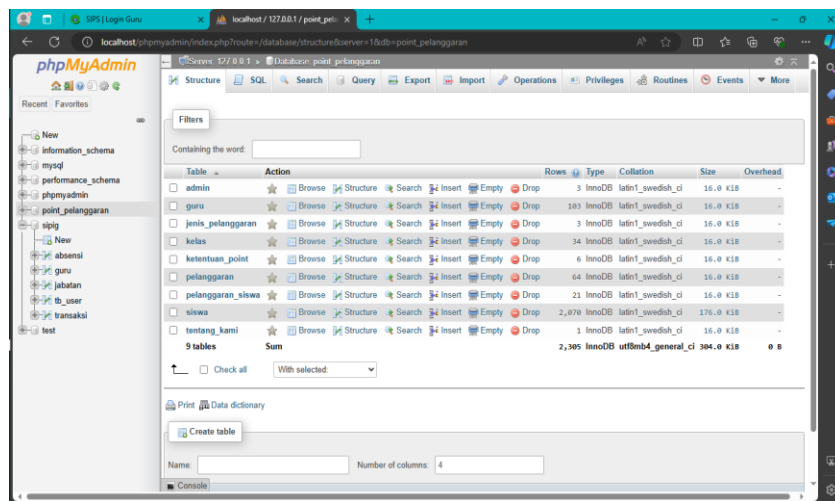 SIPS | Login Guru
localhost / 127.0.0.1 / point_pela
localhost/phpmyadmin/index.php?route=/database/structure&server=1&db=point_pelanggaran
phpMyAdmin
Recent Favorites
New
information_schema
mysql
performance_schema
phpmyadmin
point_pelanggaran
sipig
New
absensi
guru
jabatan
tb_user
transaksi
test
Server: 127.0.0.1 » Database: point_pelanggaran
Structure SQL Search Query Export Import Operations Privileges Routines Events More
Filters
Containing the word:
Table Action Rows Type Collation Size Overhead
admin Browse Structure Search Insert Empty Drop 3 InnoDB latin1_swedish_ci 16.0 KiB -
guru Browse Structure Search Insert Empty Drop 103 InnoDB latin1_swedish_ci 16.0 KiB -
jenis_pelanggaran Browse Structure Search Insert Empty Drop 3 InnoDB latin1_swedish_ci 16.0 KiB -
kelas Browse Structure Search Insert Empty Drop 34 InnoDB latin1_swedish_ci 16.0 KiB -
ketentuan_point Browse Structure Search Insert Empty Drop 6 InnoDB latin1_swedish_ci 16.0 KiB -
pelanggaran Browse Structure Search Insert Empty Drop 64 InnoDB latin1_swedish_ci 16.0 KiB -
pelanggaran_siswa Browse Structure Search Insert Empty Drop 21 InnoDB latin1_swedish_ci 16.0 KiB -
siswa Browse Structure Search Insert Empty Drop 2,070 InnoDB latin1_swedish_ci 176.0 KiB -
tentang_kami Browse Structure Search Insert Empty Drop 1 InnoDB latin1_swedish_ci 16.0 KiB -
9 tables Sum 2,305 InnoDB utf8mb4_general_ci 304.0 KiB 0 B
Check all With selected:
Print Data dictionary
Create table
Name: Number of columns: 4
Console